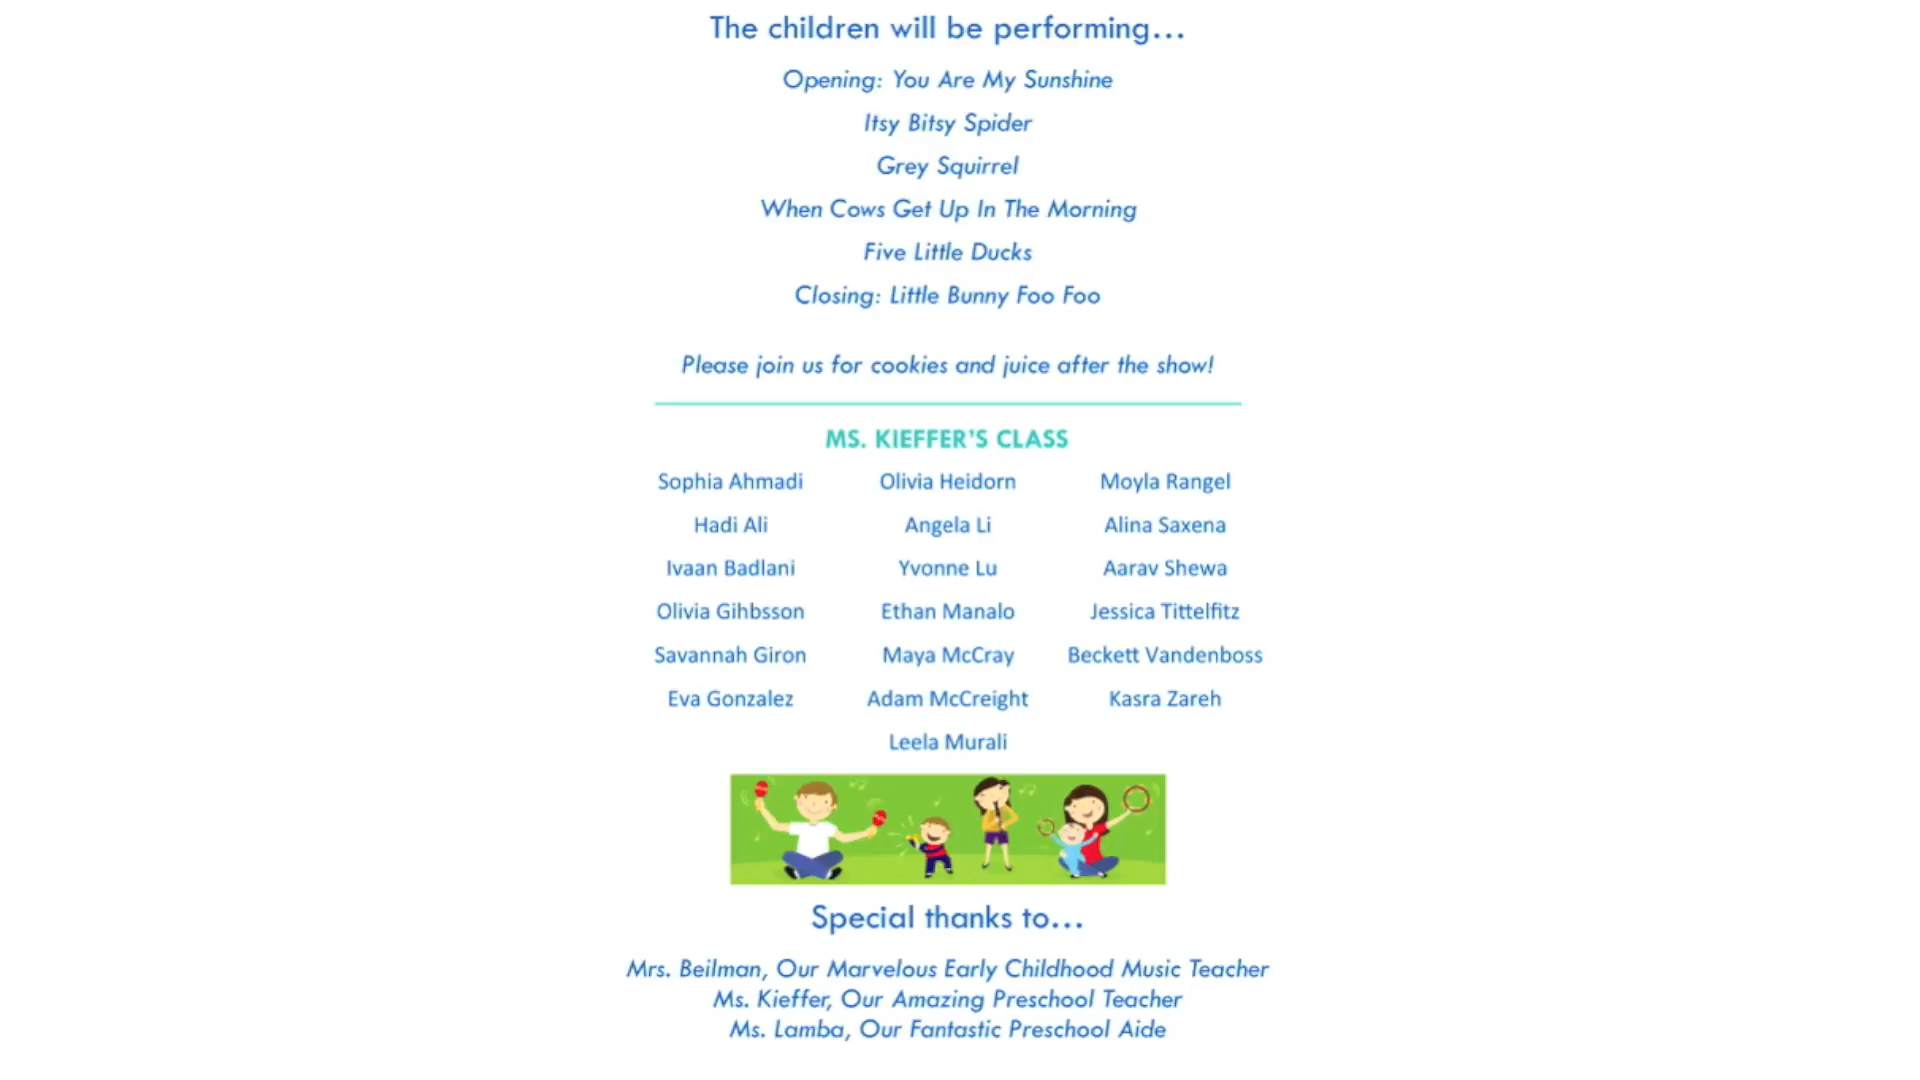 The children will be performing...
Opening: You Are My Sunshine
Itsy Bitsy Spider
Grey Squirrel
When Cows Get Up In The Morning
Five Little Ducks
Closing: Little Bunny Foo Foo
Please join us for cookies and juice after the show!
MS. KIEFFER'S CLASS
Sophia Ahmadi Olivia Heidorn Moyla Rangel
Hadi Ali Angela Li Alina Saxena
Ivaan Badlani Yvonne Lu Aarav Shewa
Olivia Gihbsson Ethan Manalo Jessica Tittelfitz
Savannah Giron Maya McCray Beckett Vandenboss
Eva Gonzalez Adam McCreight Kasra Zareh
Leela Murali
Special thanks to...
Mrs. Beilman, Our Marvelous Early Childhood Music Teacher
Ms. Kieffer, Our Amazing Preschool Teacher
Ms. Lamba, Our Fantastic Preschool Aide